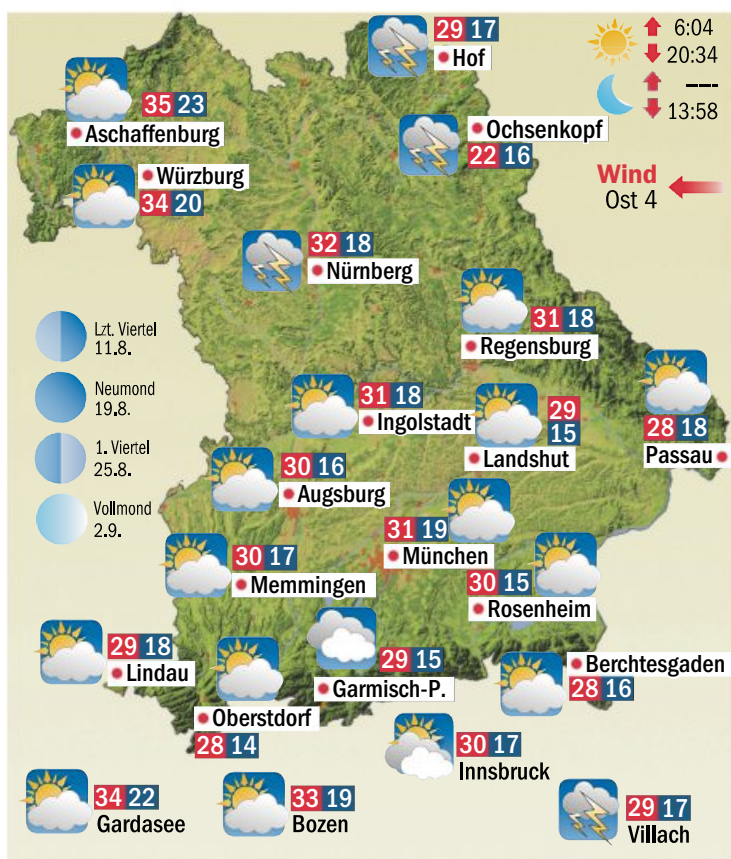 29 17
Hof
6:04
20:34
---
13:58
35 23
Aschaffenburg
Ochsenkopf
22 16
Würzburg
34 20
Wind
Ost 4
32 18
Nürnberg
31 18
Regensburg
Lzt. Viertel
11.8.
Neumond
19.8.
1. Viertel
25.8.
Vollmond
2.9.
31 18
Ingolstadt
29
15
Landshut
28 18
Passau
30 16
Augsburg
31 19
München
30 17
Memmingen
30 15
Rosenheim
29 18
Lindau
29 15
Garmisch-P.
Berchtesgaden
28 16
Oberstdorf
28 14
30 17
Innsbruck
34 22
Gardasee
33 19
Bozen
29 17
Villach